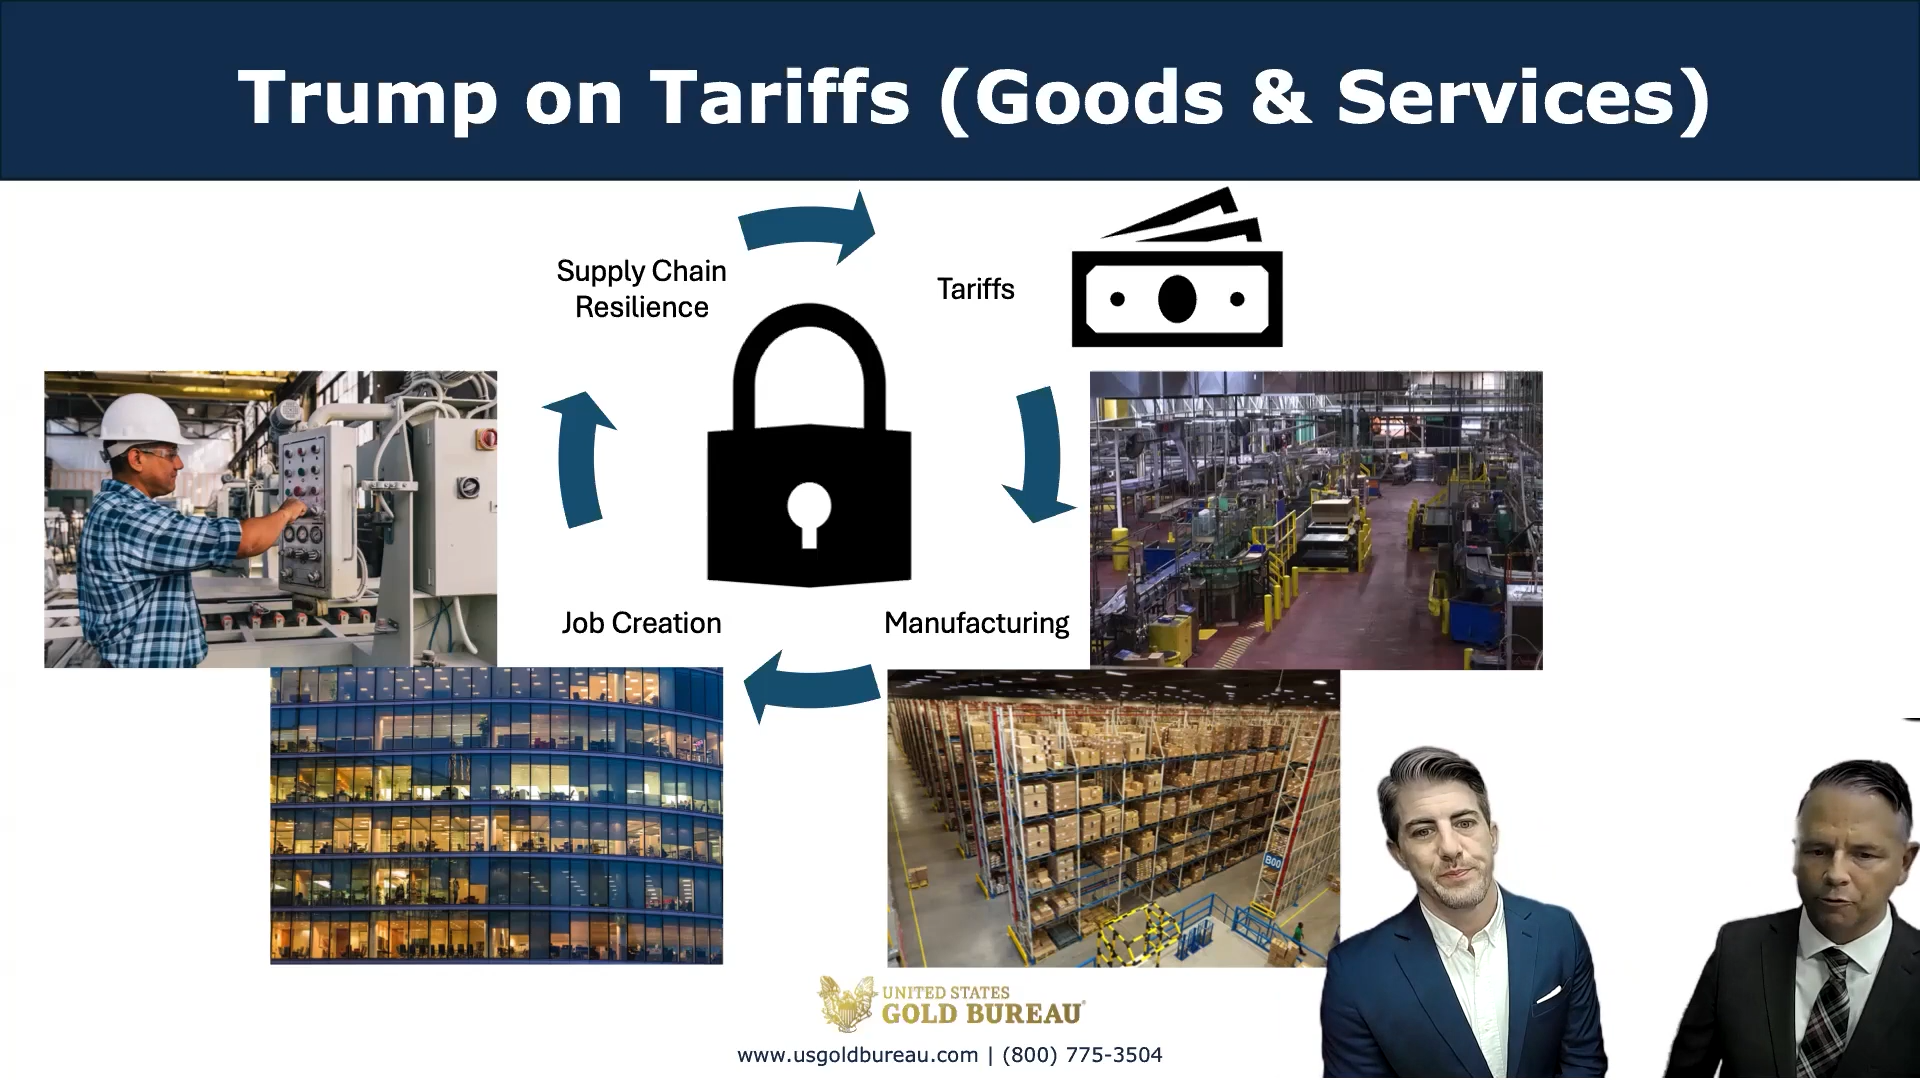 Trump on Tariffs (Goods & Services)
Supply Chain
Resilience
Tariffs
Job Creation
Manufacturing
B00
UNITED STATES
GOLD BUREAU®
www.usgoldbureau.com | (800) 775-3504